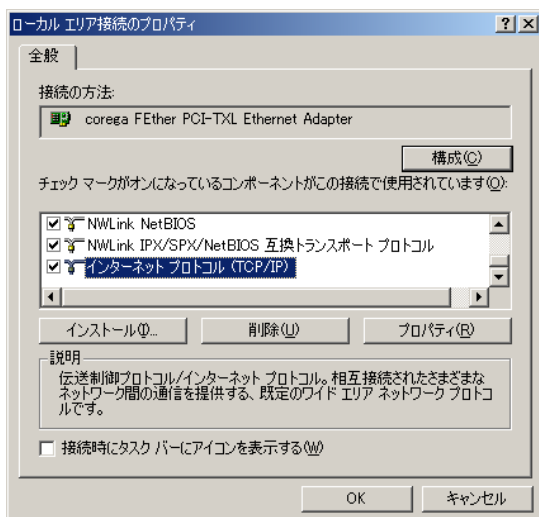 ローカル エリア接続のプロパティ
全般
接続の方法:
corega FEther PCI-TXL Ethernet Adapter
構成(C)
チェック マークがオンになっているコンポーネントがこの接続で使用されています(O):
NWLink NetBIOS
NWLink IPX/SPX/NetBIOS 互換トランスポート プロトコル
インターネット プロトコル (TCP/IP)
インストール(I)... 削除(U) プロパティ(R)
説明
伝送制御プロトコル/インターネット プロトコル。相互接続されたさまざまな
ネットワーク間の通信を提供する、既定のワイド エリア ネットワーク プロトコ
ルです。
接続時にタスク バーにアイコンを表示する(W)
OK キャンセル